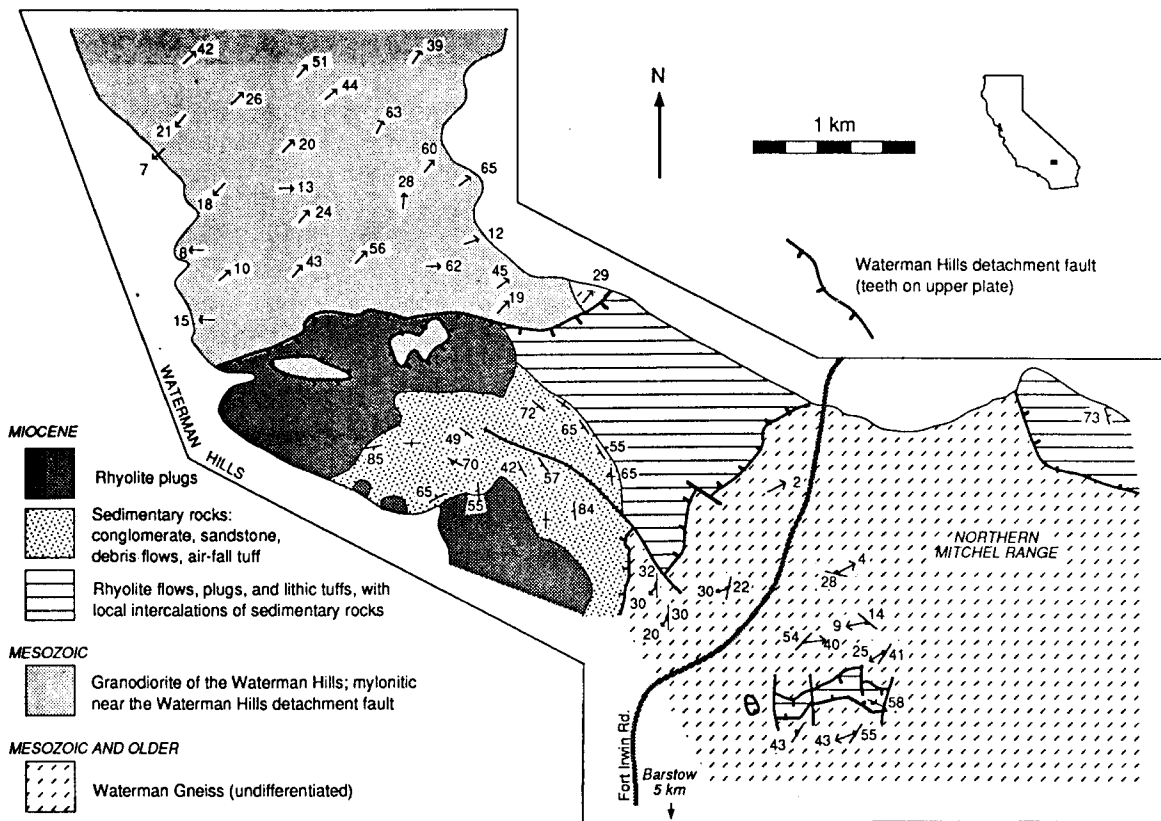 42
51
39
26
44
21
63
20
7
60
65
18
13
28
24
12
8
10
43
56
62
45
29
19
15
N
1 km
Waterman Hills detachment fault
(teeth on upper plate)
WATERMAN
HILLS
72
49
65
55
85
70
42
57
65
65
55
84
73
2
NORTHERN
MITCHEL RANGE
32
30
22
4
28
30
30
20
14
9
54
40
25
41
58
43
43
55
Fort Irwin Rd.
Barstow
5 km
MIOCENE
Rhyolite plugs
Sedimentary rocks:
conglomerate, sandstone,
debris flows, air-fall tuff
Rhyolite flows, plugs, and lithic tuffs, with
local intercalations of sedimentary rocks
MESOZOIC
Granodiorite of the Waterman Hills; mylonitic
near the Waterman Hills detachment fault
MESOZOIC AND OLDER
Waterman Gneiss (undifferentiated)